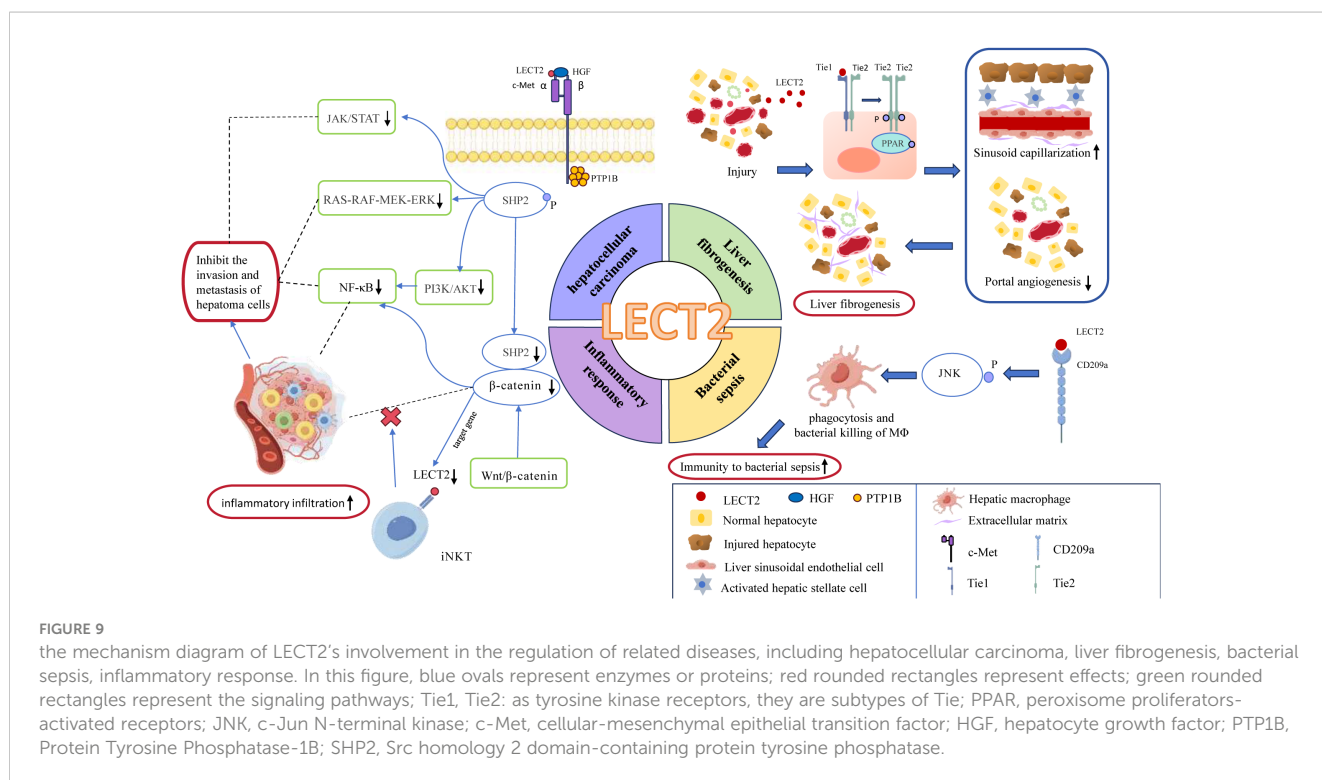 LECT2
HGF
c-Met
α
β
PTP1B
JAK/STAT
RAS-RAF-MEK-ERK
SHP2
P
Inhibit the
invasion and
metastasis of
hepatoma cells
NF-κB
PI3K/AKT
SHP2
β-catenin
target gene
LECT2
Wnt/β-catenin
inflammatory infiltration
iNKT
hepatocellular
carcinoma
Liver
fibrogenesis
LECT2
Inflammatory
response
Bacterial
sepsis
LECT2
Injury
Tie1
Tie2
Tie2
Tie2
P
PPAR
Sinusoid capillarization
Portal angiogenesis
Liver fibrogenesis
LECT2
CD209a
P
JNK
phagocytosis and
bacterial killing of MΦ
Immunity to bacterial sepsis
LECT2
HGF
PTP1B
Normal hepatocyte
Injured hepatocyte
Liver sinusoidal endothelial cell
Activated hepatic stellate cell
Hepatic macrophage
Extracellular matrix
c-Met
CD209a
Tie1
Tie2
FIGURE 9
the mechanism diagram of LECT2's involvement in the regulation of related diseases, including hepatocellular carcinoma, liver fibrogenesis, bacterial
sepsis, inflammatory response. In this figure, blue ovals represent enzymes or proteins; red rounded rectangles represent effects; green rounded
rectangles represent the signaling pathways; Tie1, Tie2: as tyrosine kinase receptors, they are subtypes of Tie; PPAR, peroxisome proliferators-
activated receptors; JNK, c-Jun N-terminal kinase; c-Met, cellular-mesenchymal epithelial transition factor; HGF, hepatocyte growth factor; PTP1B,
Protein Tyrosine Phosphatase-1B; SHP2, Src homology 2 domain-containing protein tyrosine phosphatase.